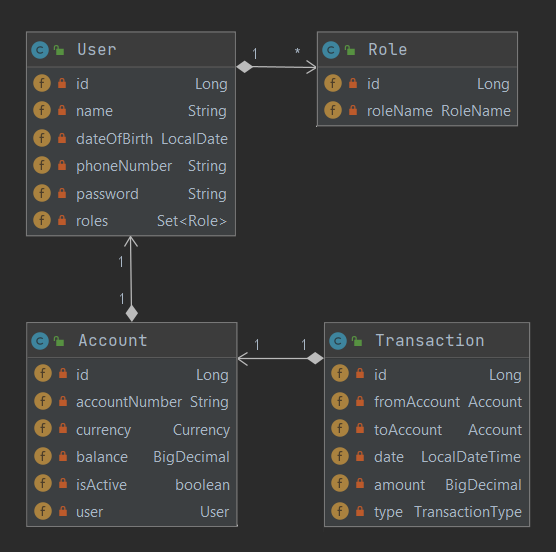 User
id Long
name String
dateOfBirth LocalDate
phoneNumber String
password String
roles Set<Role>
1 *
Role
id Long
roleName RoleName
1
1
Account
id Long
accountNumber String
currency Currency
balance BigDecimal
isActive boolean
user User
1 1
Transaction
id Long
fromAccount Account
toAccount Account
date LocalDateTime
amount BigDecimal
type TransactionType